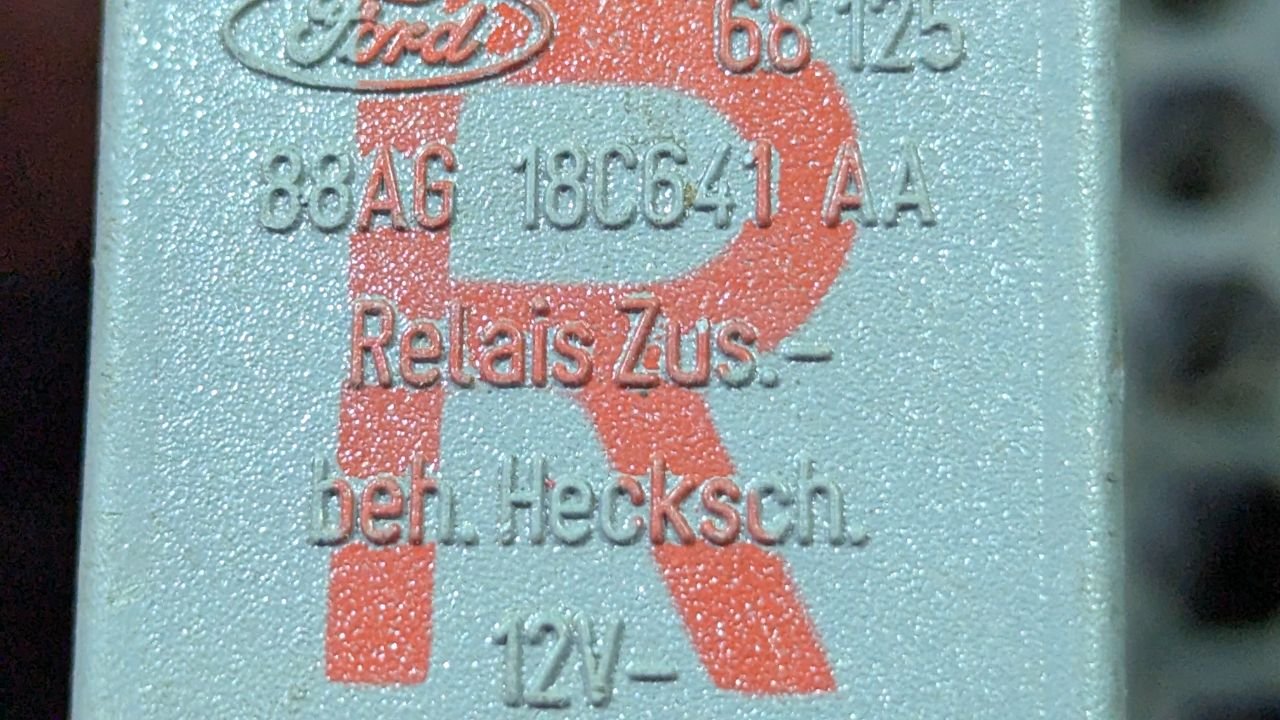 Ford 68 125
R
88AG 18C641 AA
Relais Zus.-
beh. Hecksch.
12V-